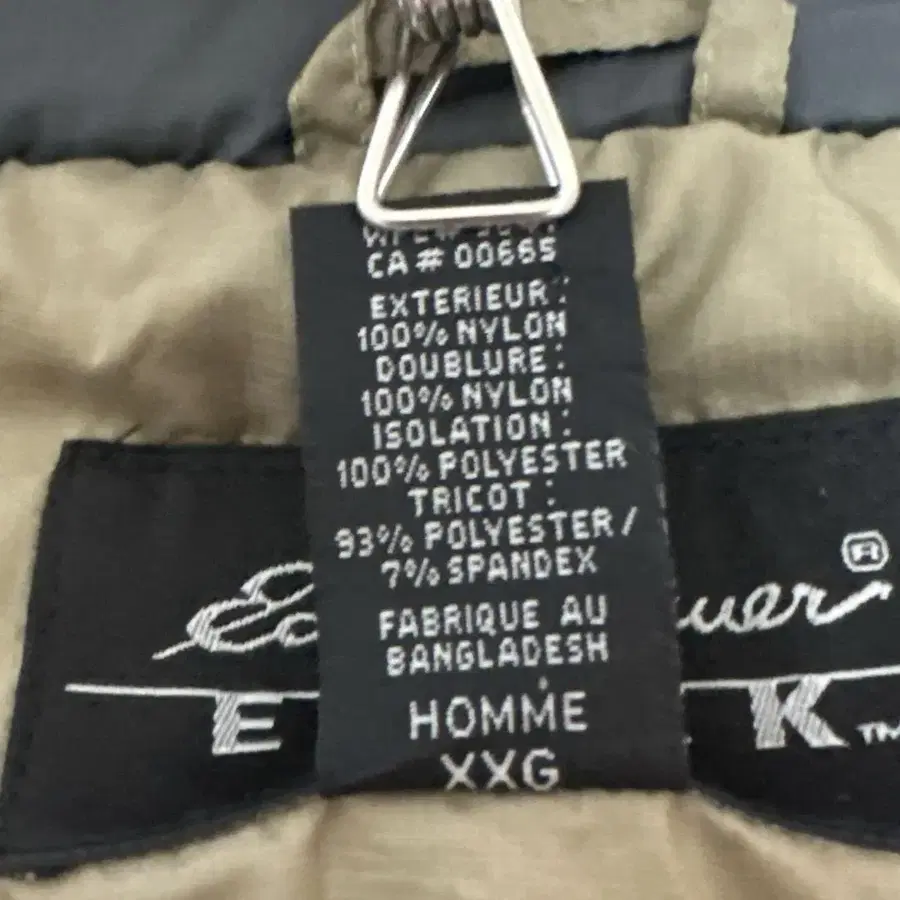 CA # 00665
EXTERIEUR :
100% NYLON
DOUBLURE :
100% NYLON
ISOLATION :
100% POLYESTER
TRICOT :
93% POLYESTER /
7% SPANDEX
FABRIQUE AU
BANGLADESH
HOMME
XXG
®
E K ™